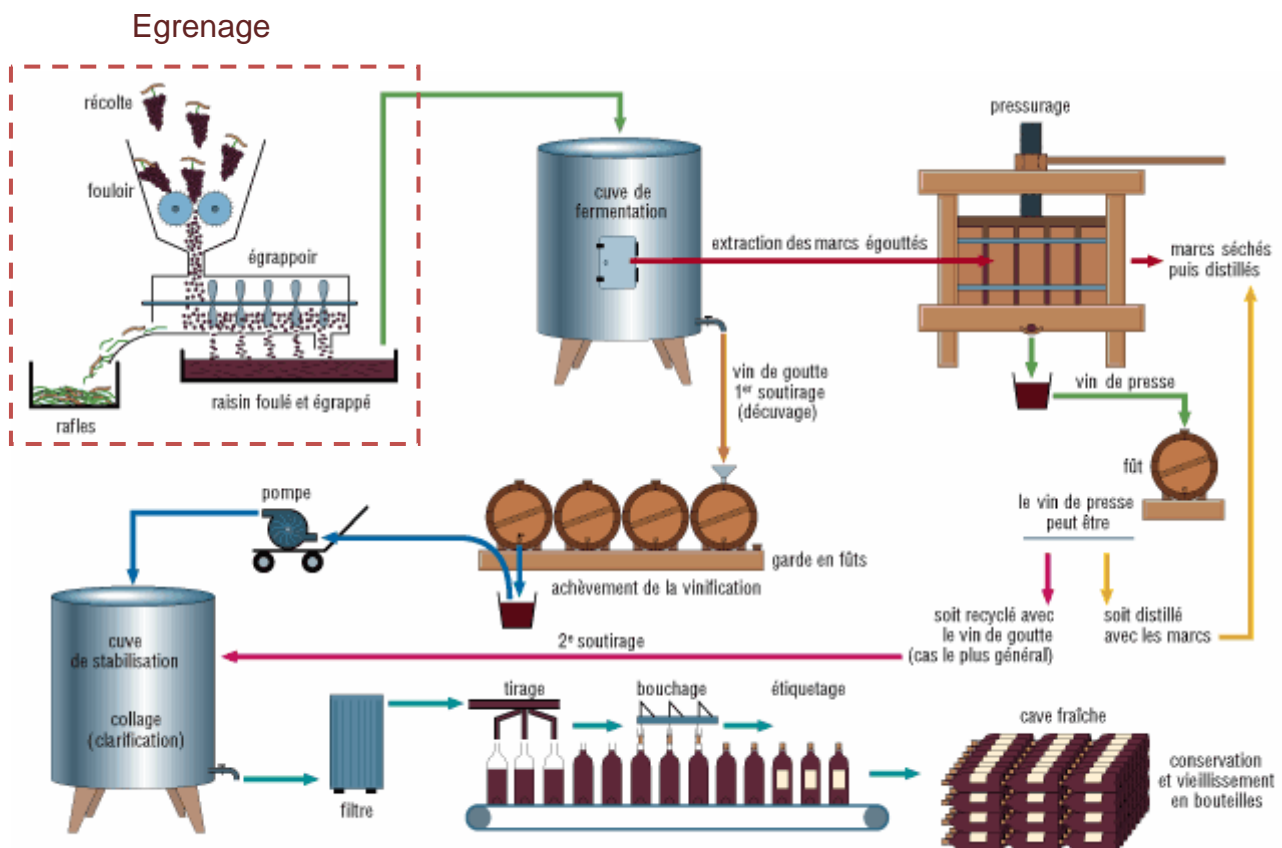 Egrenage
récolte
fouloir
égrappoir
raisin foulé et égrappé
rafles
cuve de
fermentation
extraction des marcs égouttés
pressurage
marcs séchés
puis distillés
vin de goutte
1er soutirage
(décuvage)
vin de presse
fût
le vin de presse
peut être
soit recyclé avec
le vin de goutte
(cas le plus général)
soit distillé
avec les marcs
pompe
garde en fûts
achèvement de la vinification
2e soutirage
cuve
de stabilisation
collage
(clarification)
filtre
tirage
bouchage
étiquetage
cave fraîche
conservation
et vieillissement
en bouteilles